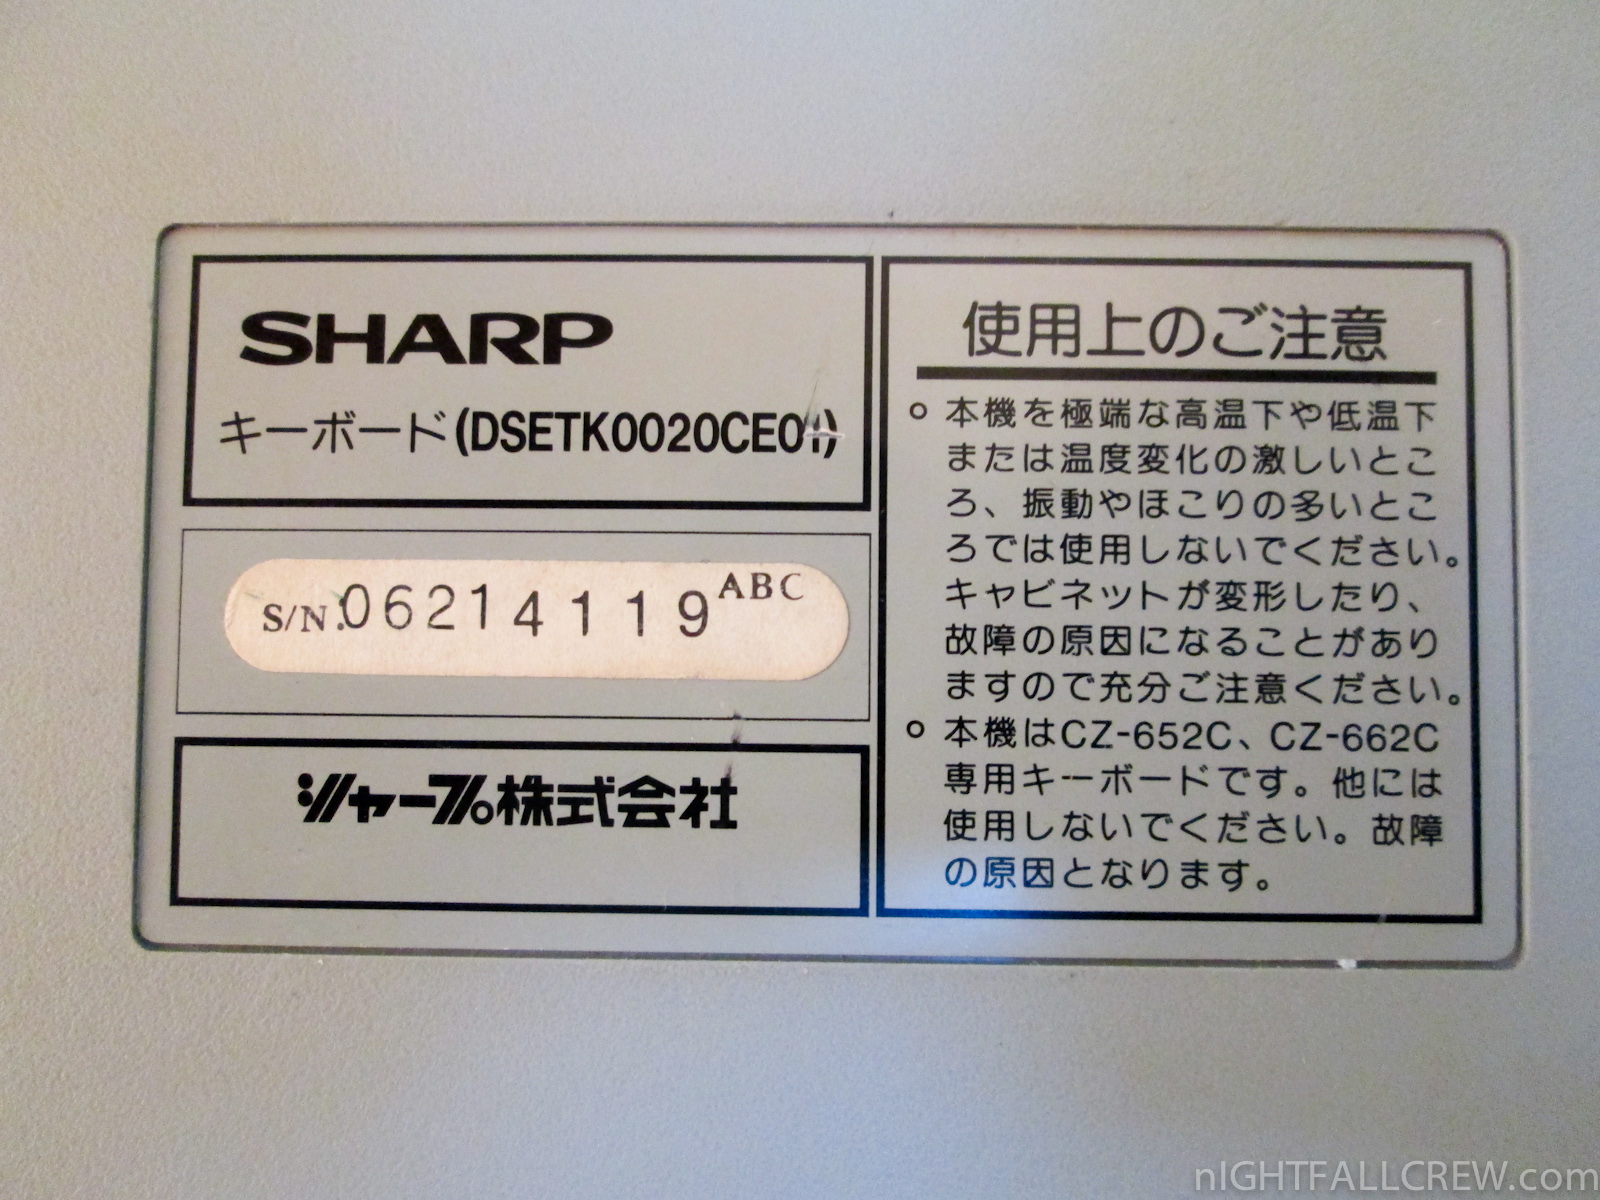 SHARP
キーボード(DSETK0020CE01)
S/N.06214119ABC
シャープ株式会社
使用上のご注意
○ 本機を極端な高温下や低温下
または温度変化の激しいとこ
ろ、振動やほこりの多いとこ
ろでは使用しないでください。
キャビネットが変形したり、
故障の原因になることがあり
ますので充分ご注意ください。
○ 本機はCZ-652C、CZ-662C
専用キーボードです。他には
使用しないでください。故障
の原因となります。
nIGHTFALLCREW.com